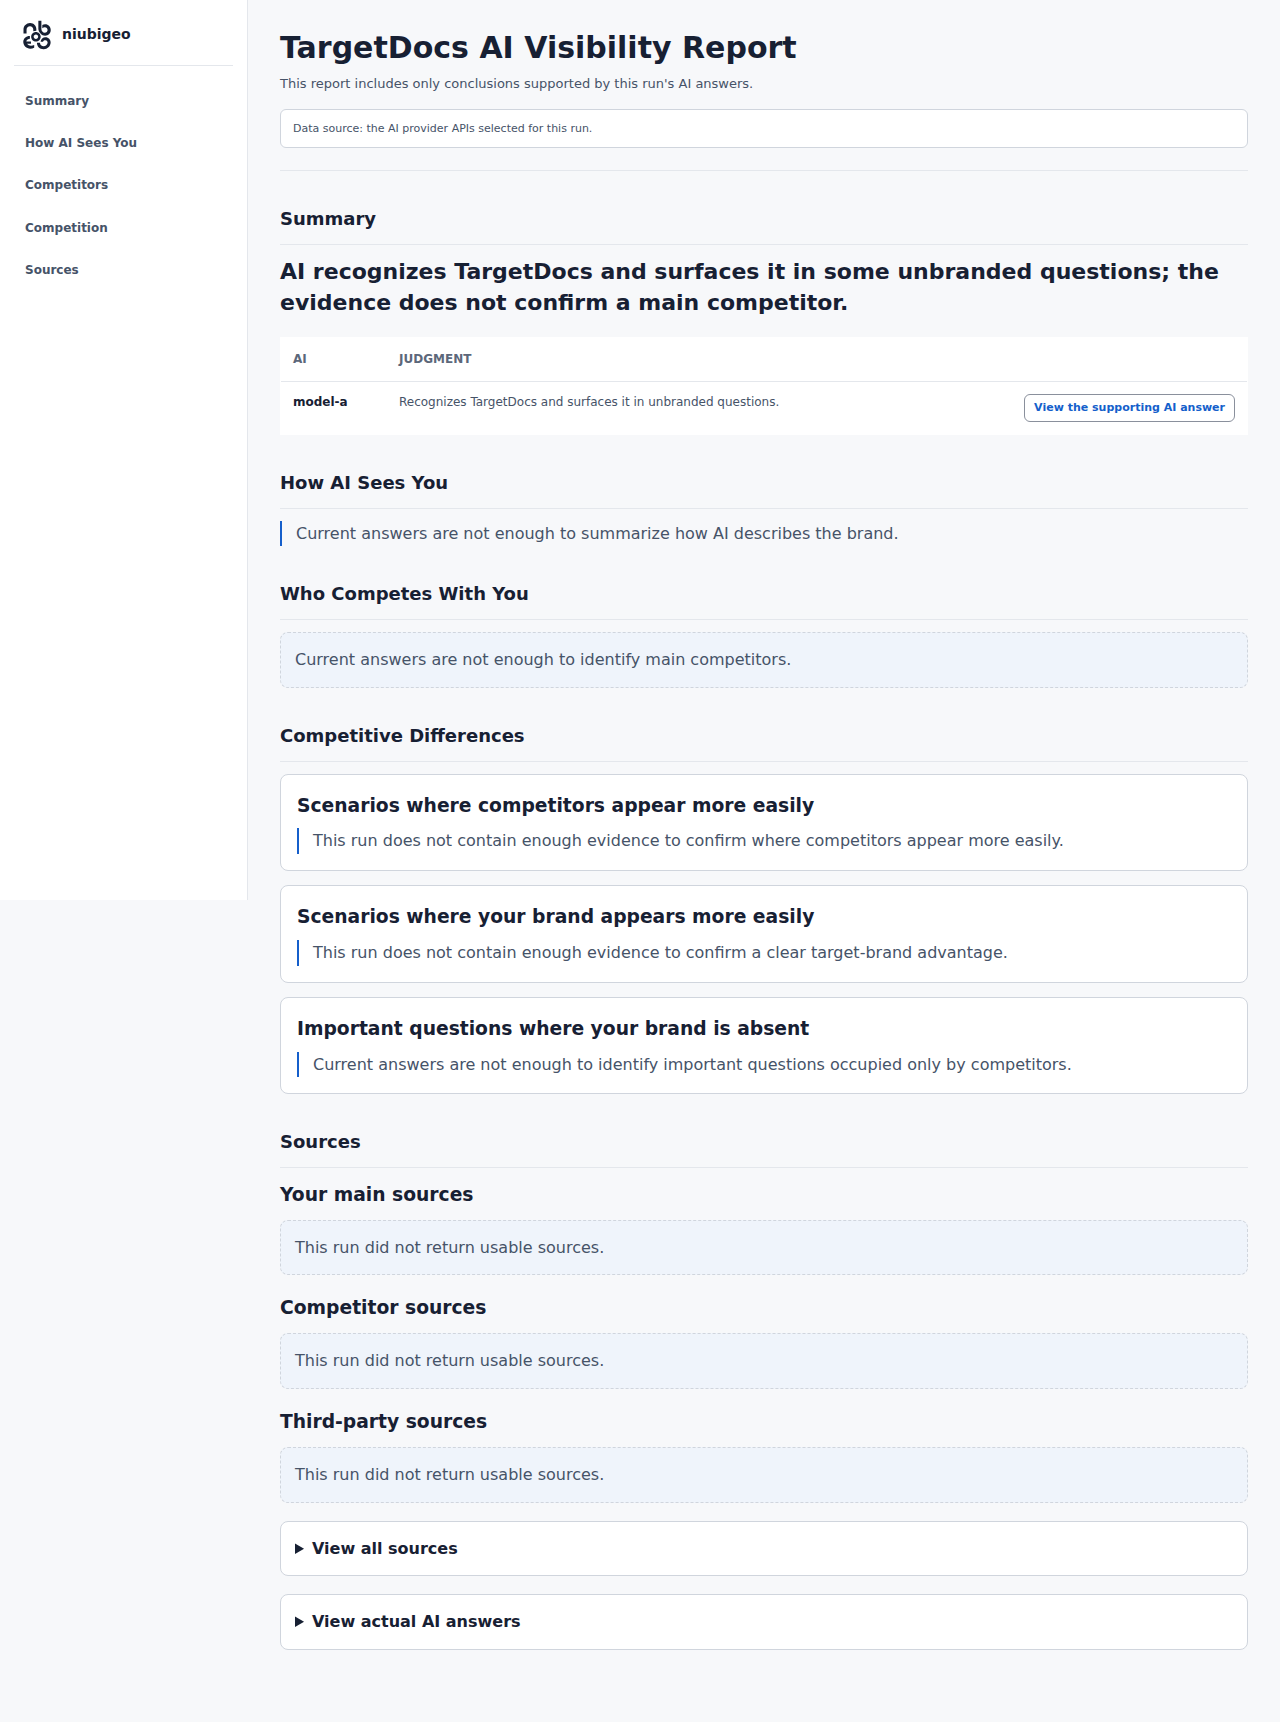 niubigeo
Summary
How AI Sees You
Competitors
Competition
Sources
TargetDocs AI Visibility Report
This report includes only conclusions supported by this run's AI answers.
Data source: the AI provider APIs selected for this run.
Summary
AI recognizes TargetDocs and surfaces it in some unbranded questions; the
evidence does not confirm a main competitor.
AI JUDGMENT
model-a Recognizes TargetDocs and surfaces it in unbranded questions. View the supporting AI answer
How AI Sees You
Current answers are not enough to summarize how AI describes the brand.
Who Competes With You
Current answers are not enough to identify main competitors.
Competitive Differences
Scenarios where competitors appear more easily
This run does not contain enough evidence to confirm where competitors appear more easily.
Scenarios where your brand appears more easily
This run does not contain enough evidence to confirm a clear target-brand advantage.
Important questions where your brand is absent
Current answers are not enough to identify important questions occupied only by competitors.
Sources
Your main sources
This run did not return usable sources.
Competitor sources
This run did not return usable sources.
Third-party sources
This run did not return usable sources.
View all sources
View actual AI answers